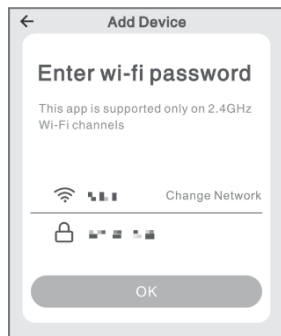 Add Device
Enter wi-fi password
This app is supported only on 2.4GHz
Wi-Fi channels
Change Network
OK